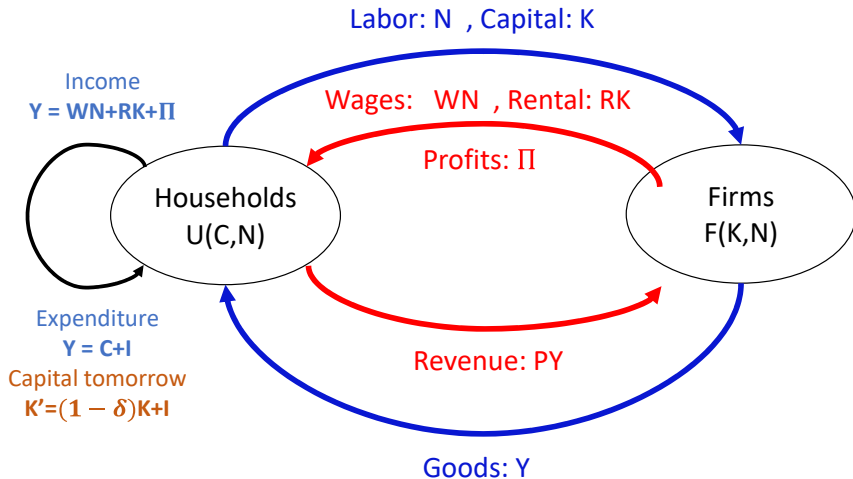 Labor: N , Capital: K
Income
Y = WN+RK+Π
Wages: WN , Rental: RK
Profits: Π
Households
U(C,N)
Firms
F(K,N)
Expenditure
Y = C+I
Capital tomorrow
K’=(1 − δ)K+I
Revenue: PY
Goods: Y